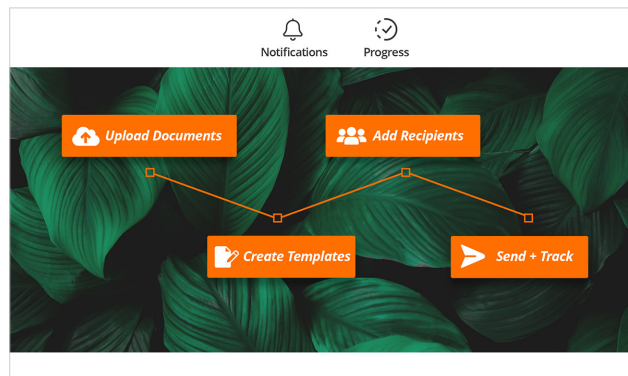 Notifications
Progress
Upload Documents
Add Recipients
Create Templates
Send + Track